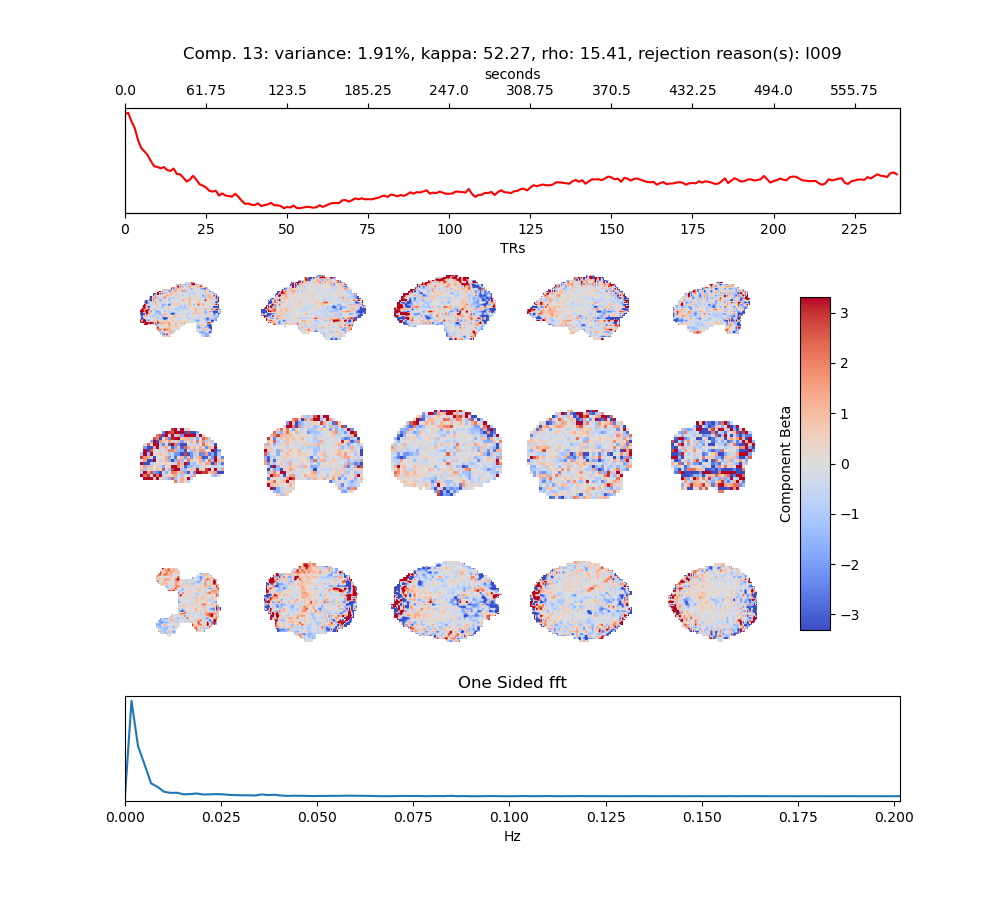 Comp. 13: variance: 1.91%, kappa: 52.27, rho: 15.41, rejection reason(s): I009
seconds
0.0 61.75 123.5 185.25 247.0 308.75 370.5 432.25 494.0 555.75
0 25 50 75 100 125 150 175 200 225
TRs
3
2
1
0
−1
−2
−3
Component Beta
One Sided fft
0.000 0.025 0.050 0.075 0.100 0.125 0.150 0.175 0.200
Hz